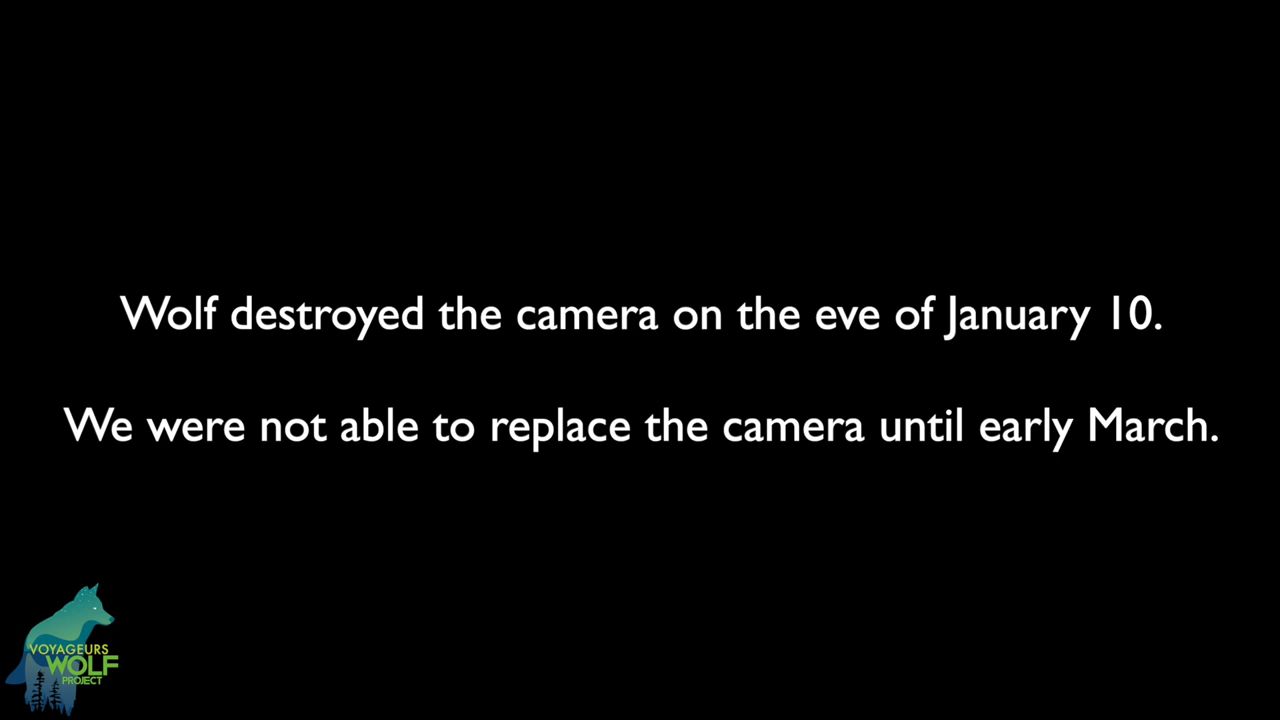 Wolf destroyed the camera on the eve of January 10.
We were not able to replace the camera until early March.
VOYAGEURS
WOLF
PROJECT